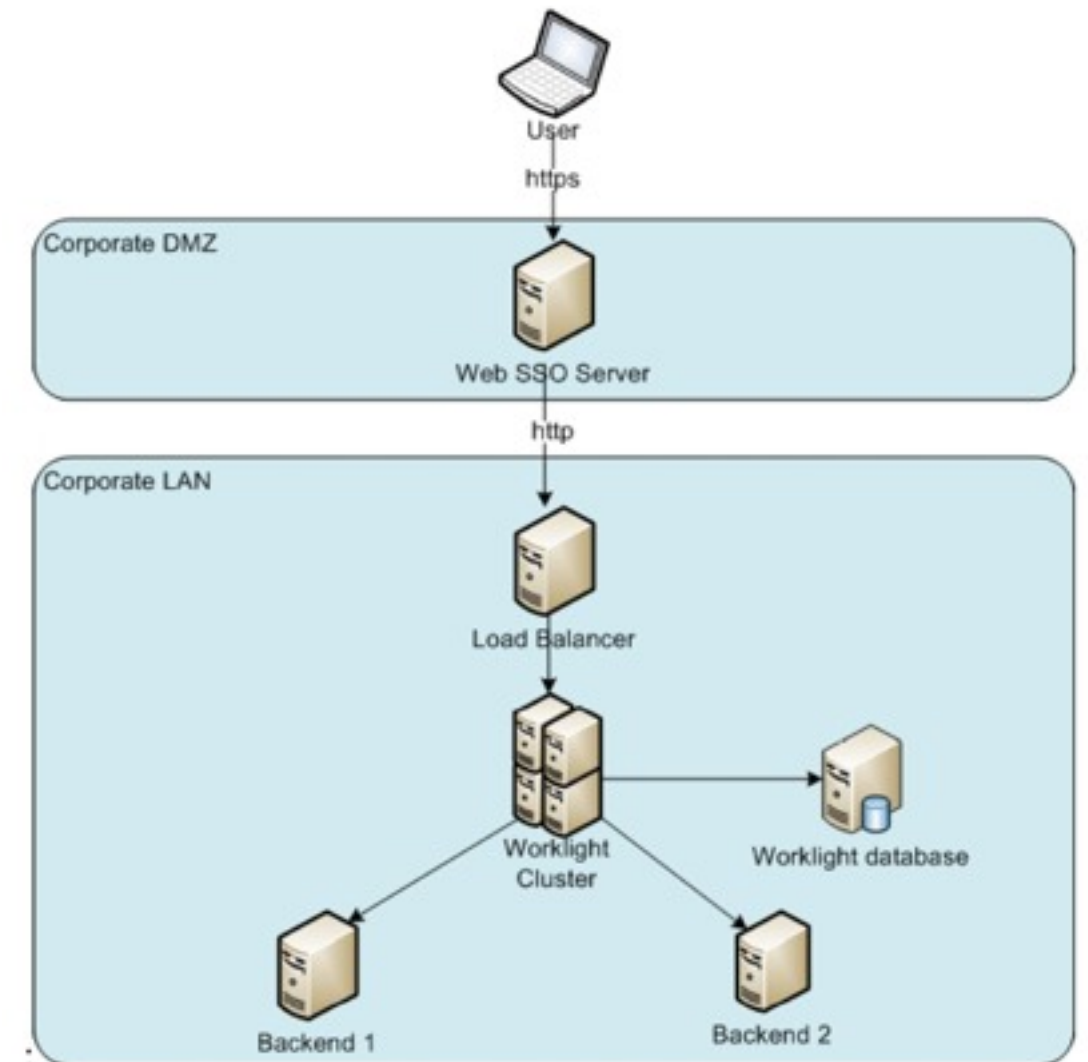 User
https
Corporate DMZ
Web SSO Server
http
Corporate LAN
Load Balancer
Worklight
Cluster
Worklight database
Backend 1
Backend 2